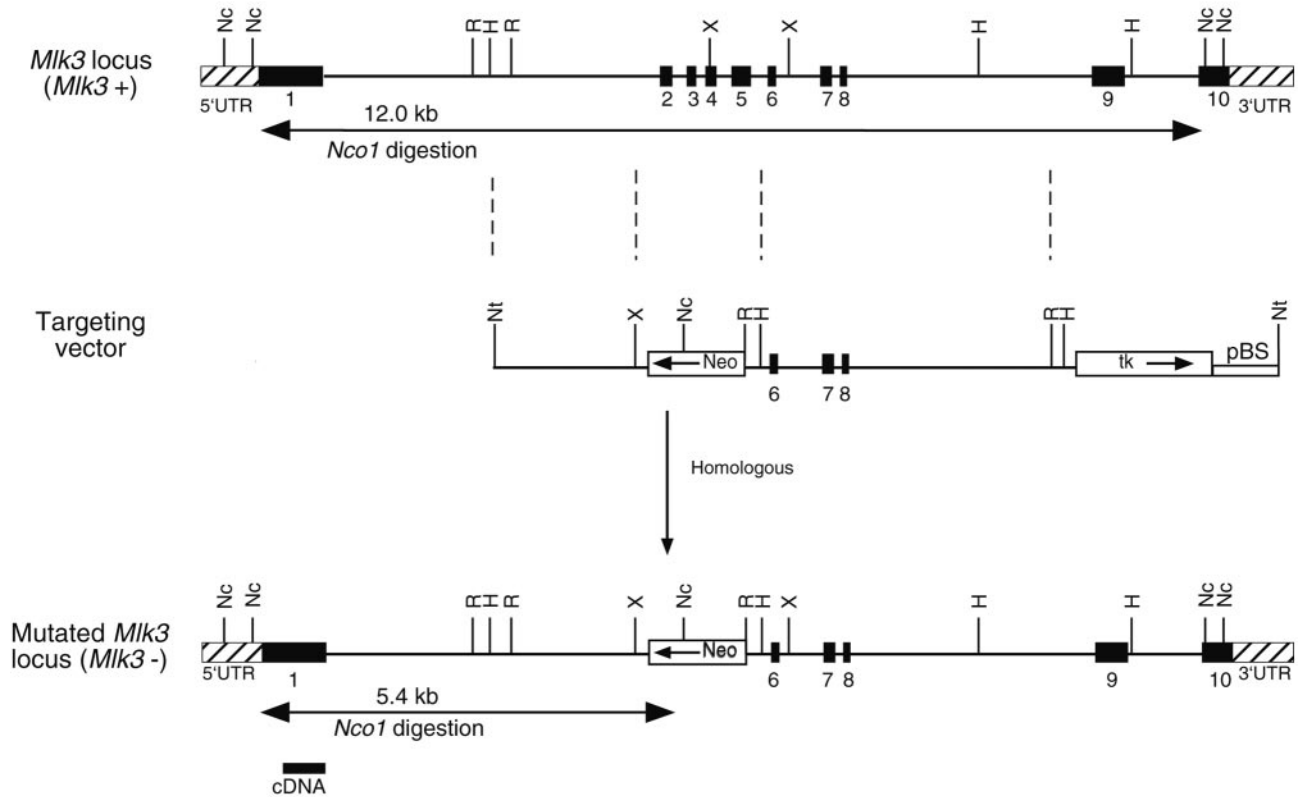 Nc Nc R H R X X H H Nc Nc
Mlk3 locus
(Mlk3 +)
5'UTR 1 2 3 4 5 6 7 8 9 10 3'UTR
12.0 kb
Nco1 digestion
Nt X Nc R H R H Nt
Targeting
vector
Neo tk pBS
6 7 8
Homologous
Nc Nc R H R X Nc R H X H H Nc Nc
Mutated Mlk3
locus (Mlk3 -)
Neo
5'UTR 1 6 7 8 9 10 3'UTR
5.4 kb
Nco1 digestion
cDNA